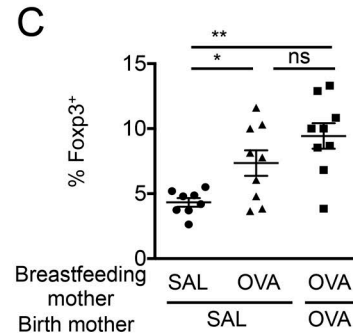 C
**
* ns
15
10
5
0
% Foxp3⁺
Breastfeeding mother SAL OVA OVA
Birth mother SAL OVA